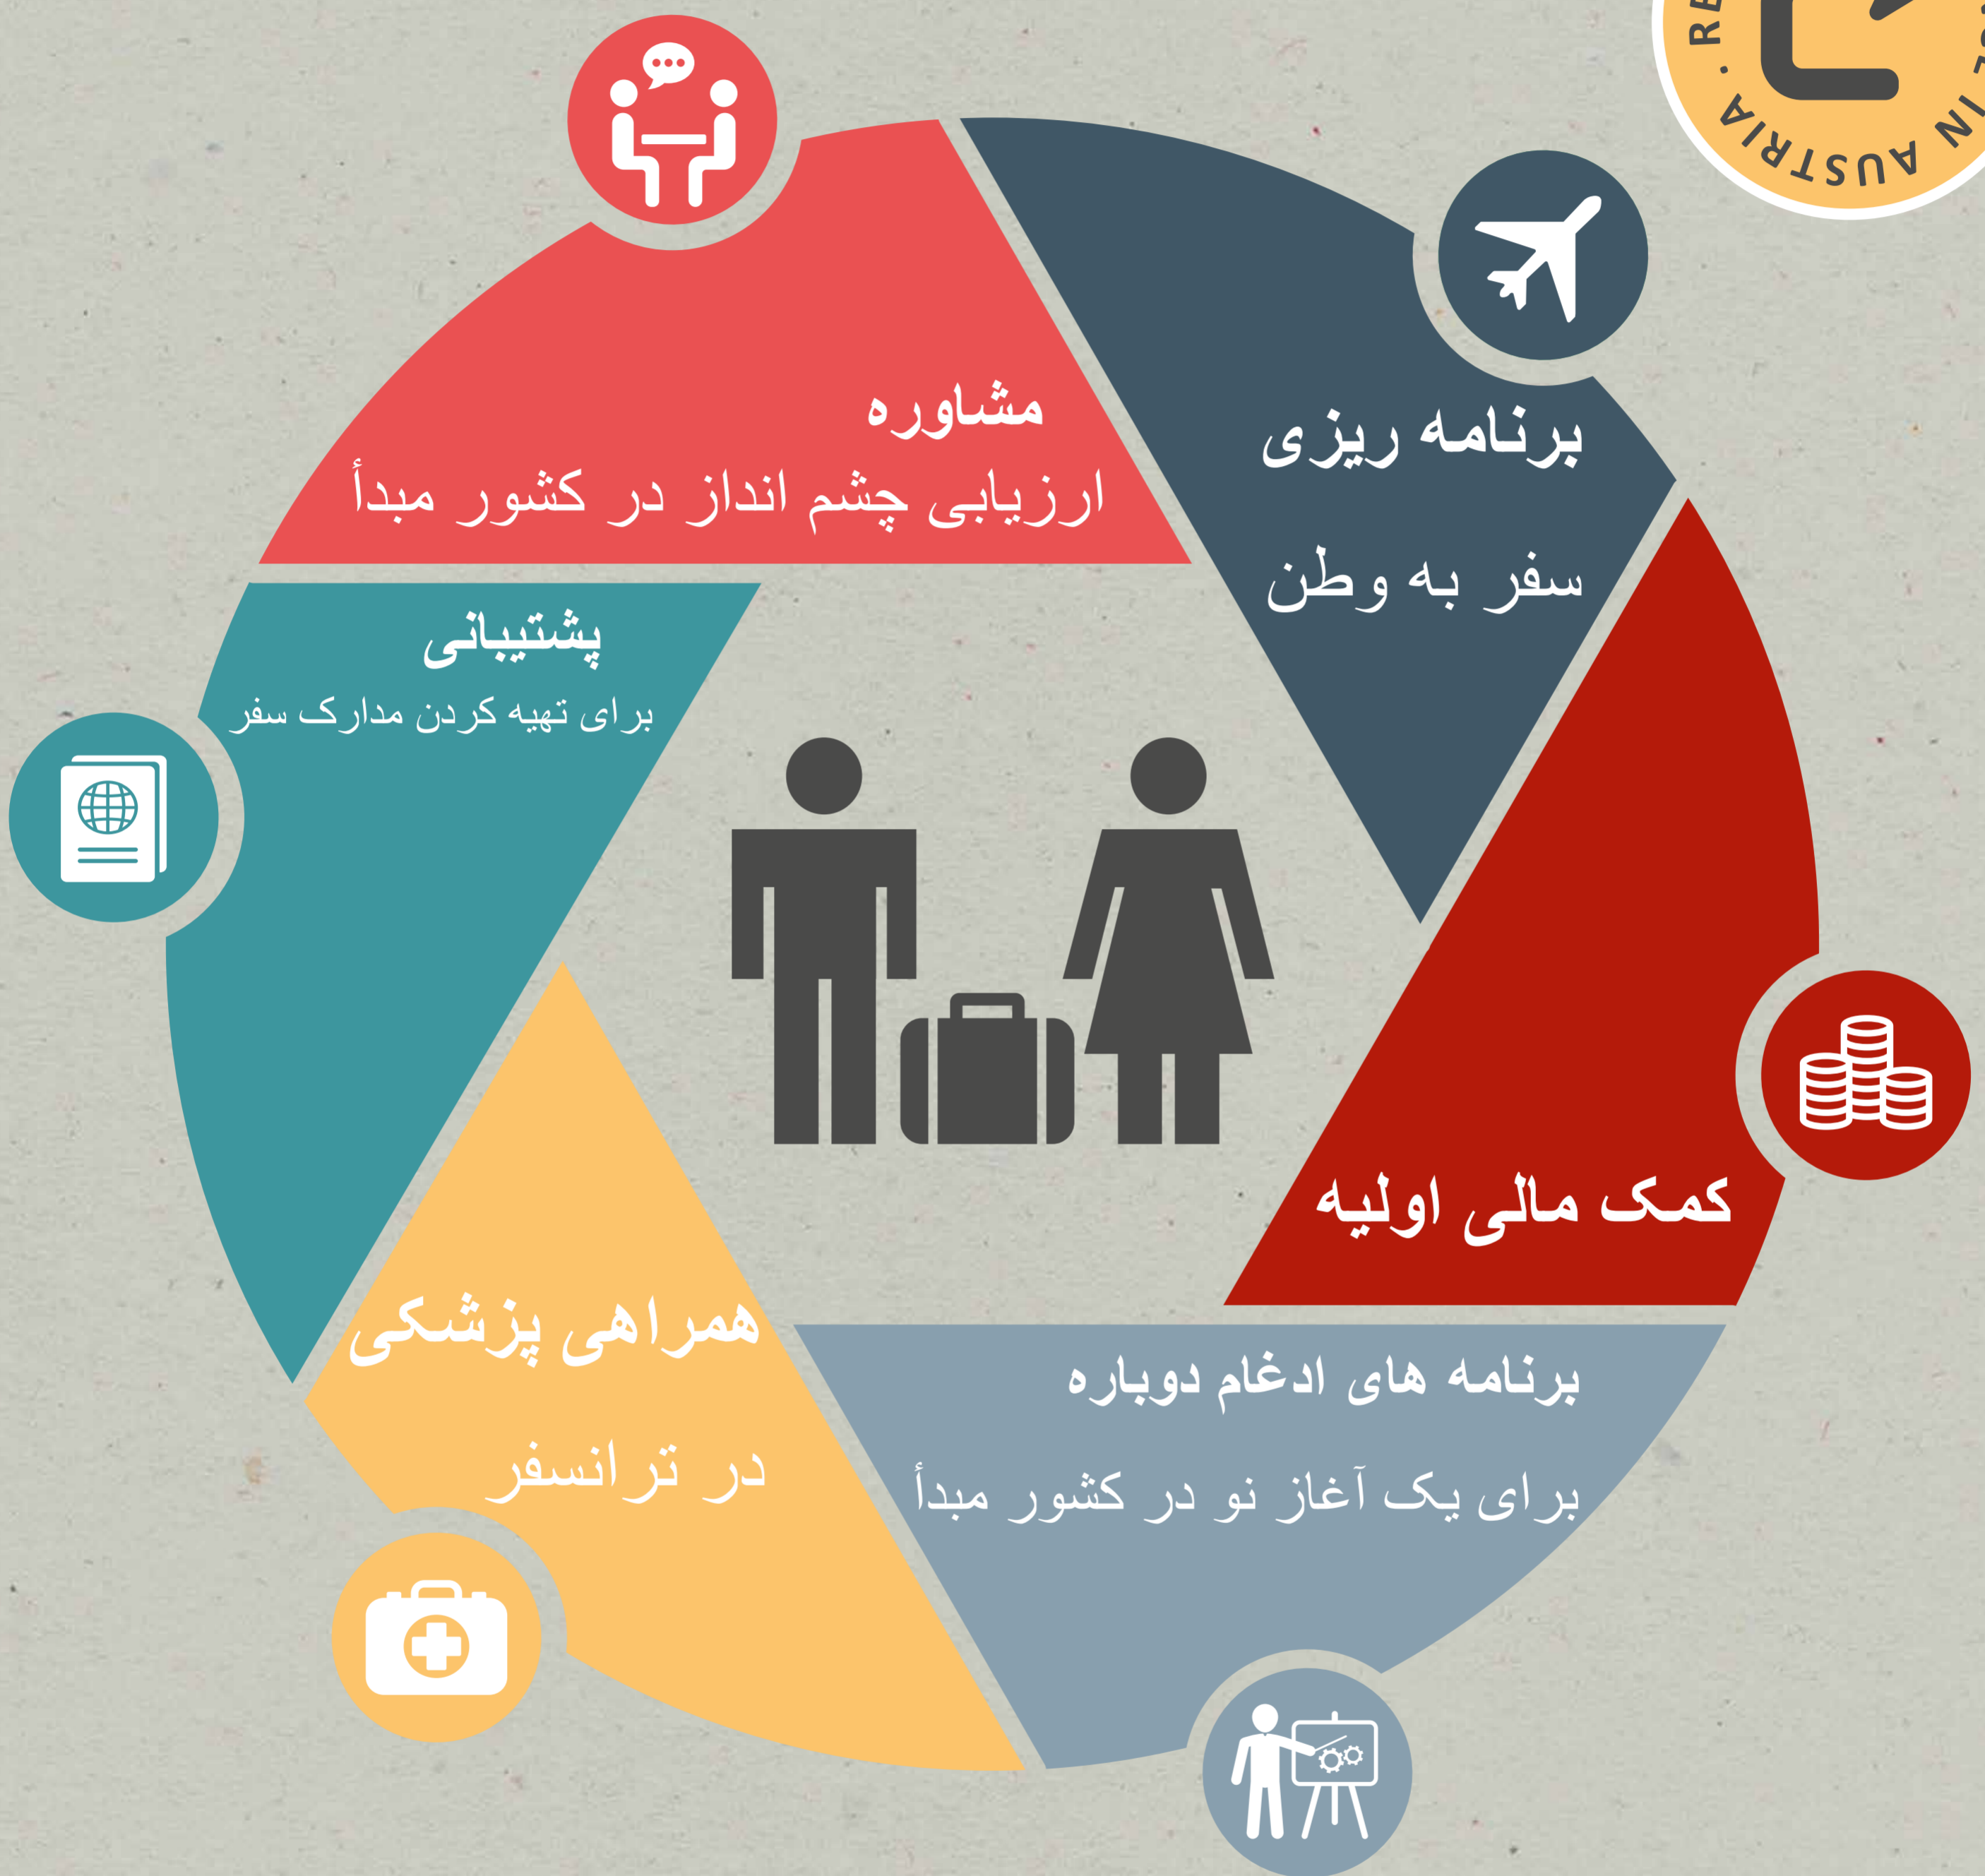 مشاوره
ارزیابی چشم انداز در کشور مبدأ
برنامه ریزی
سفر به وطن
پشتیبانی
برای تهیه کردن مدارک سفر
کمک مالی اولیه
همراهی پزشکی
در ترانسفر
برنامه های ادغام دوباره
برای یک آغاز نو در کشور مبدأ
IN AUSTRIA ·